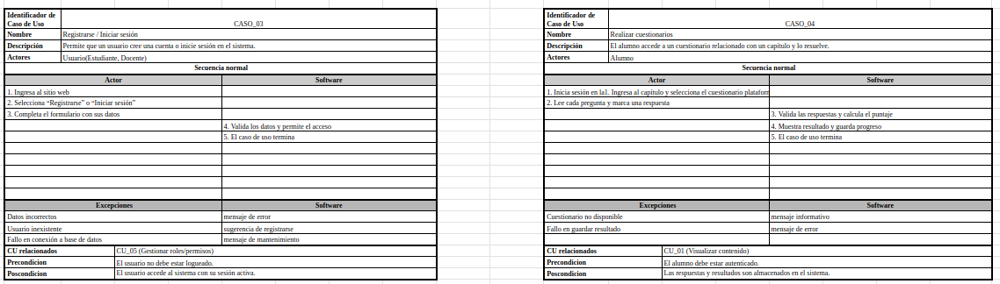 Identificador de
Caso de Uso
CASO_03
Nombre
Registrarse / Iniciar sesión
Descripción
Permite que un usuario cree una cuenta o inicie sesión en el sistema.
Actores
Usuario(Estudiante, Docente)
Secuencia normal
Actor
Software
1. Ingresa al sitio web
2. Selecciona “Registrarse” o “Iniciar sesión”
3. Completa el formulario con sus datos
4. Valida los datos y permite el acceso
5. El caso de uso termina
Excepciones
Software
Datos incorrectos
mensaje de error
Usuario inexistente
sugerencia de registrarse
Fallo en conexión a base de datos
mensaje de mantenimiento
CU relacionados
CU_05 (Gestionar roles/permisos)
Precondicion
El usuario no debe estar logueado.
Poscondicion
El usuario accede al sistema con su sesión activa.
Identificador de
Caso de Uso
CASO_04
Nombre
Realizar cuestionarios
Descripción
El alumno accede a un cuestionario relacionado con un capítulo y lo resuelve.
Actores
Alumno
Secuencia normal
Actor
Software
1. Inicia sesión en la1. Ingresa al capítulo y selecciona el cuestionario plataform
2. Lee cada pregunta y marca una respuesta
3. Valida las respuestas y calcula el puntaje
4. Muestra resultado y guarda progreso
5. El caso de uso termina
Excepciones
Software
Cuestionario no disponible
mensaje informativo
Fallo en guardar resultado
mensaje de error
CU relacionados
CU_01 (Visualizar contenido)
Precondicion
El alumno debe estar autenticado.
Poscondicion
Las respuestas y resultados son almacenados en el sistema.